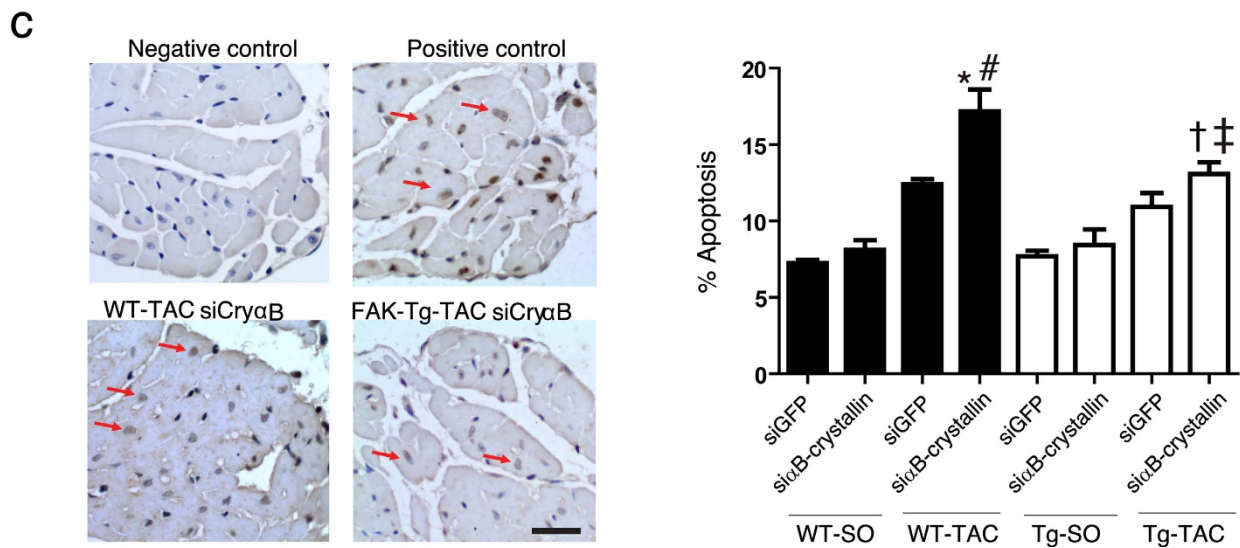 C
Negative control
Positive control
WT-TAC siCryαB
FAK-Tg-TAC siCryαB
% Apoptosis
20
15
10
5
0
* #
† ‡
siGFP
siαB-crystallin
siGFP
siαB-crystallin
siGFP
siαB-crystallin
siGFP
siαB-crystallin
WT-SO
WT-TAC
Tg-SO
Tg-TAC